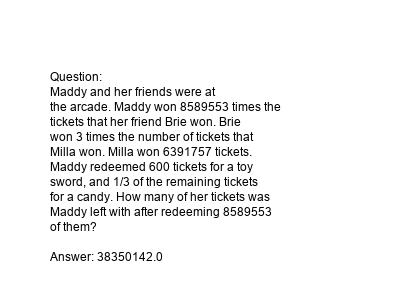 Question:
Maddy and her friends were at
the arcade. Maddy won 8589553 times the
tickets that her friend Brie won. Brie
won 3 times the number of tickets that
Milla won. Milla won 6391757 tickets.
Maddy redeemed 600 tickets for a toy
sword, and 1/3 of the remaining tickets
for a candy. How many of her tickets was
Maddy left with after redeeming 8589553
of them?

Answer: 38350142.0